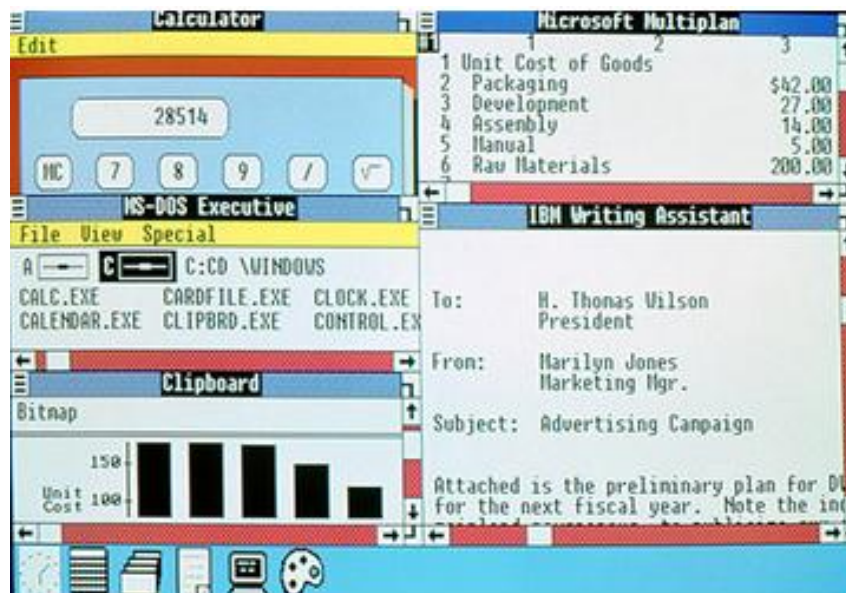 Calculator
Edit
28514
MC 7 8 9 / √
MS-DOS Executive
File View Special
A C C:CD \WINDOWS
CALC.EXE CARDFILE.EXE CLOCK.EXE
CALENDAR.EXE CLIPBRD.EXE CONTROL.EX
Clipboard
Bitmap
150
Unit
Cost 100
Microsoft Multiplan
1 2 3
1 Unit Cost of Goods
2 Packaging $42.00
3 Development 27.00
4 Assembly 14.00
5 Manual 5.00
6 Raw Materials 200.00
IBM Writing Assistant
To: H. Thomas Wilson
President
From: Marilyn Jones
Marketing Mgr.
Subject: Advertising Campaign
Attached is the preliminary plan for
for the next fiscal year. Note the